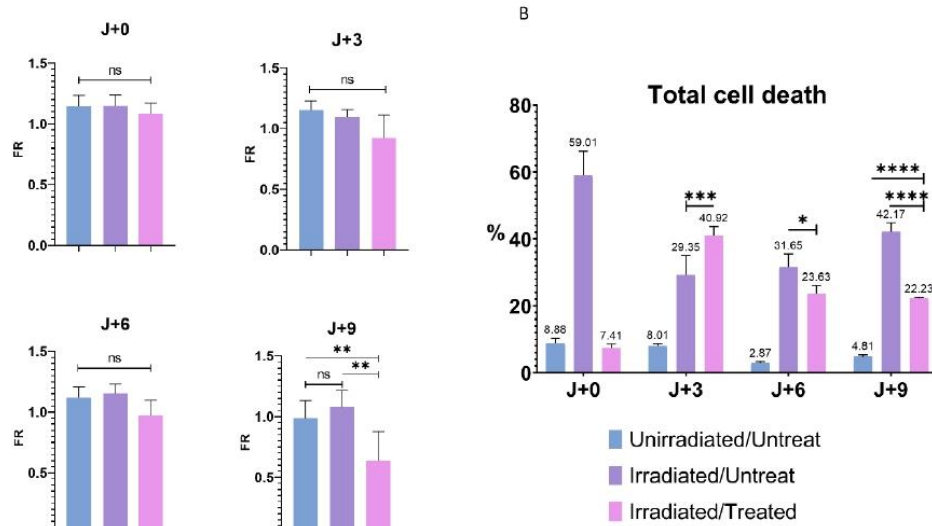 J+0
1.5
1.0
0.5
0.0
FR
ns
J+3
1.5
1.0
0.5
0.0
FR
ns
J+6
1.5
1.0
0.5
FR
ns
J+9
1.5
1.0
0.5
FR
**
ns
**
B
Total cell death
80
60
40
20
0
%
8.88
59.01
7.41
8.01
29.35
40.92
***
2.87
31.65
23.63
*
4.81
42.17
22.23
****
****
J+0 J+3 J+6 J+9
Unirradiated/Untreat
Irradiated/Untreat
Irradiated/Treated